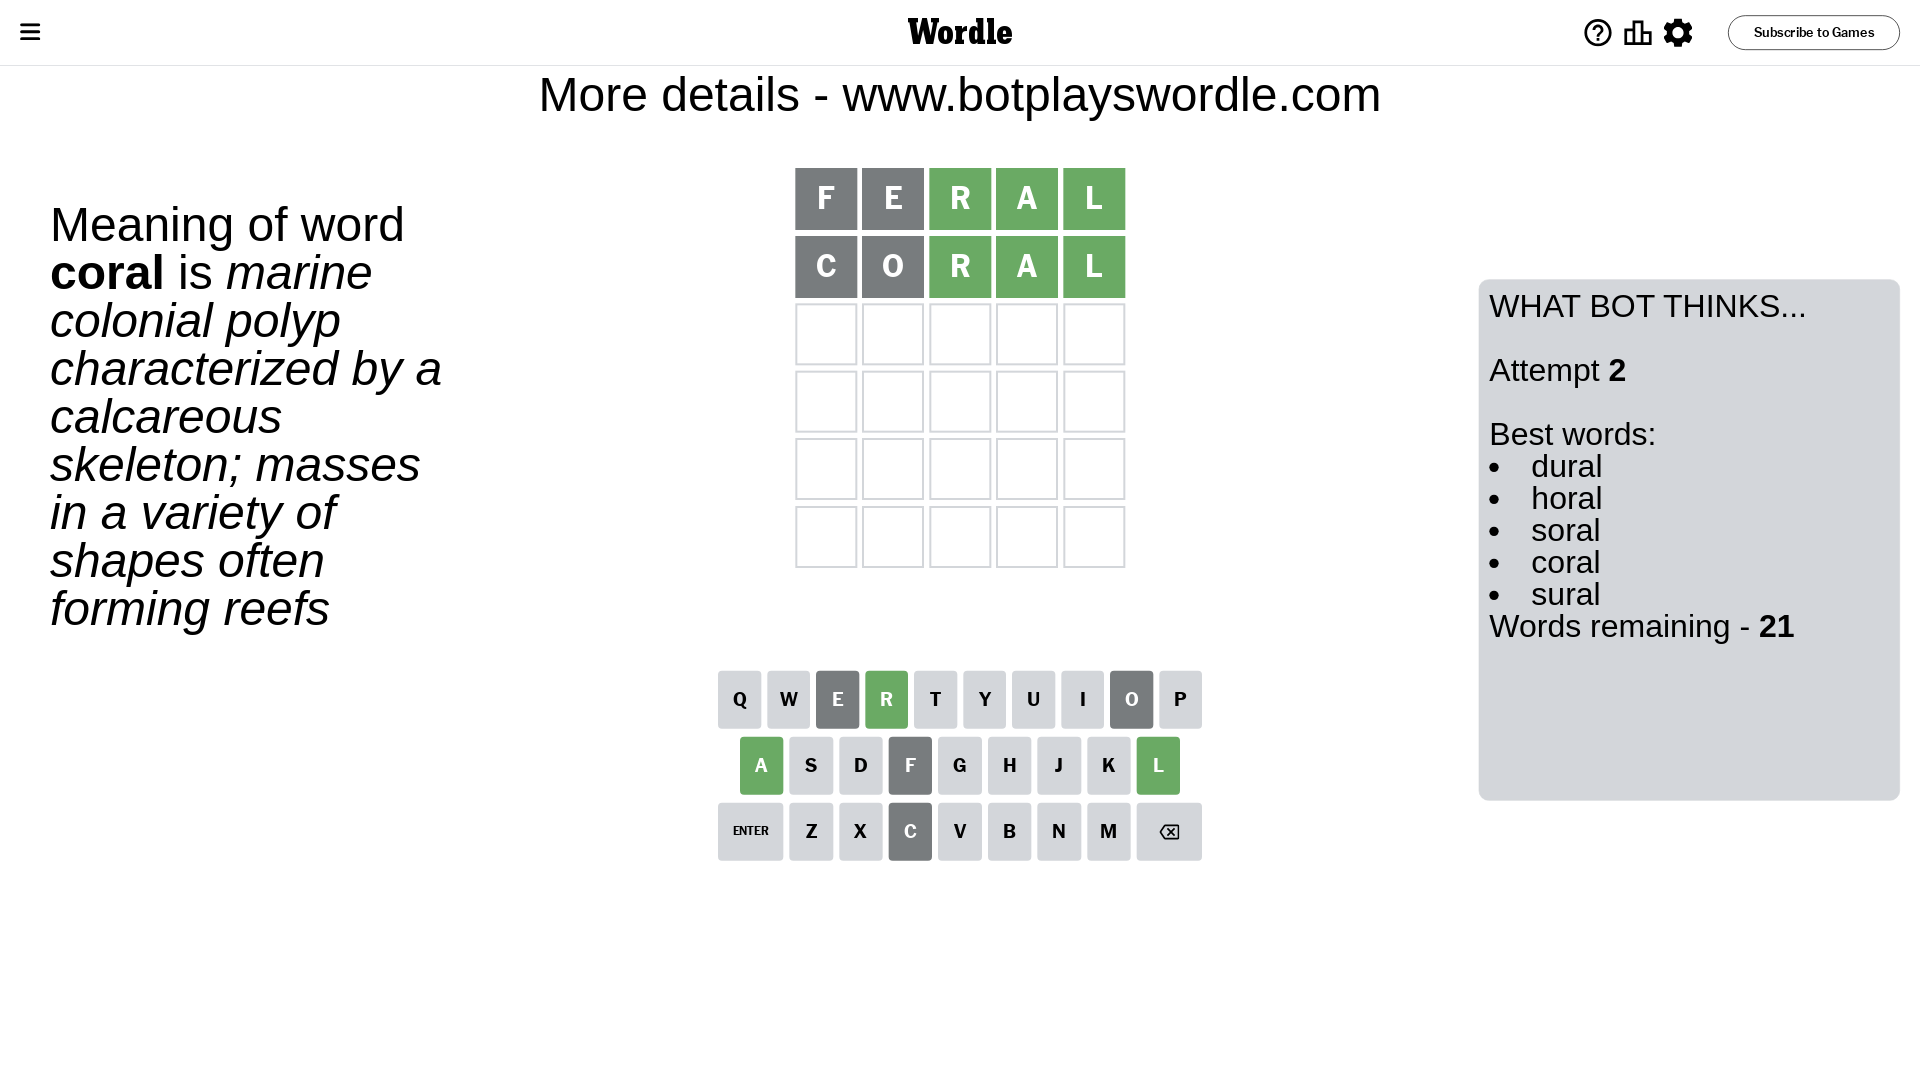 Wordle
Subscribe to Games
More details - www.botplayswordle.com
Meaning of word
coral is marine
colonial polyp
characterized by a
calcareous
skeleton; masses
in a variety of
shapes often
forming reefs
F E R A L
C O R A L
WHAT BOT THINKS...
Attempt 2
Best words:
• dural
• horal
• soral
• coral
• sural
Words remaining - 21
Q W E R T Y U I O P
A S D F G H J K L
ENTER Z X C V B N M